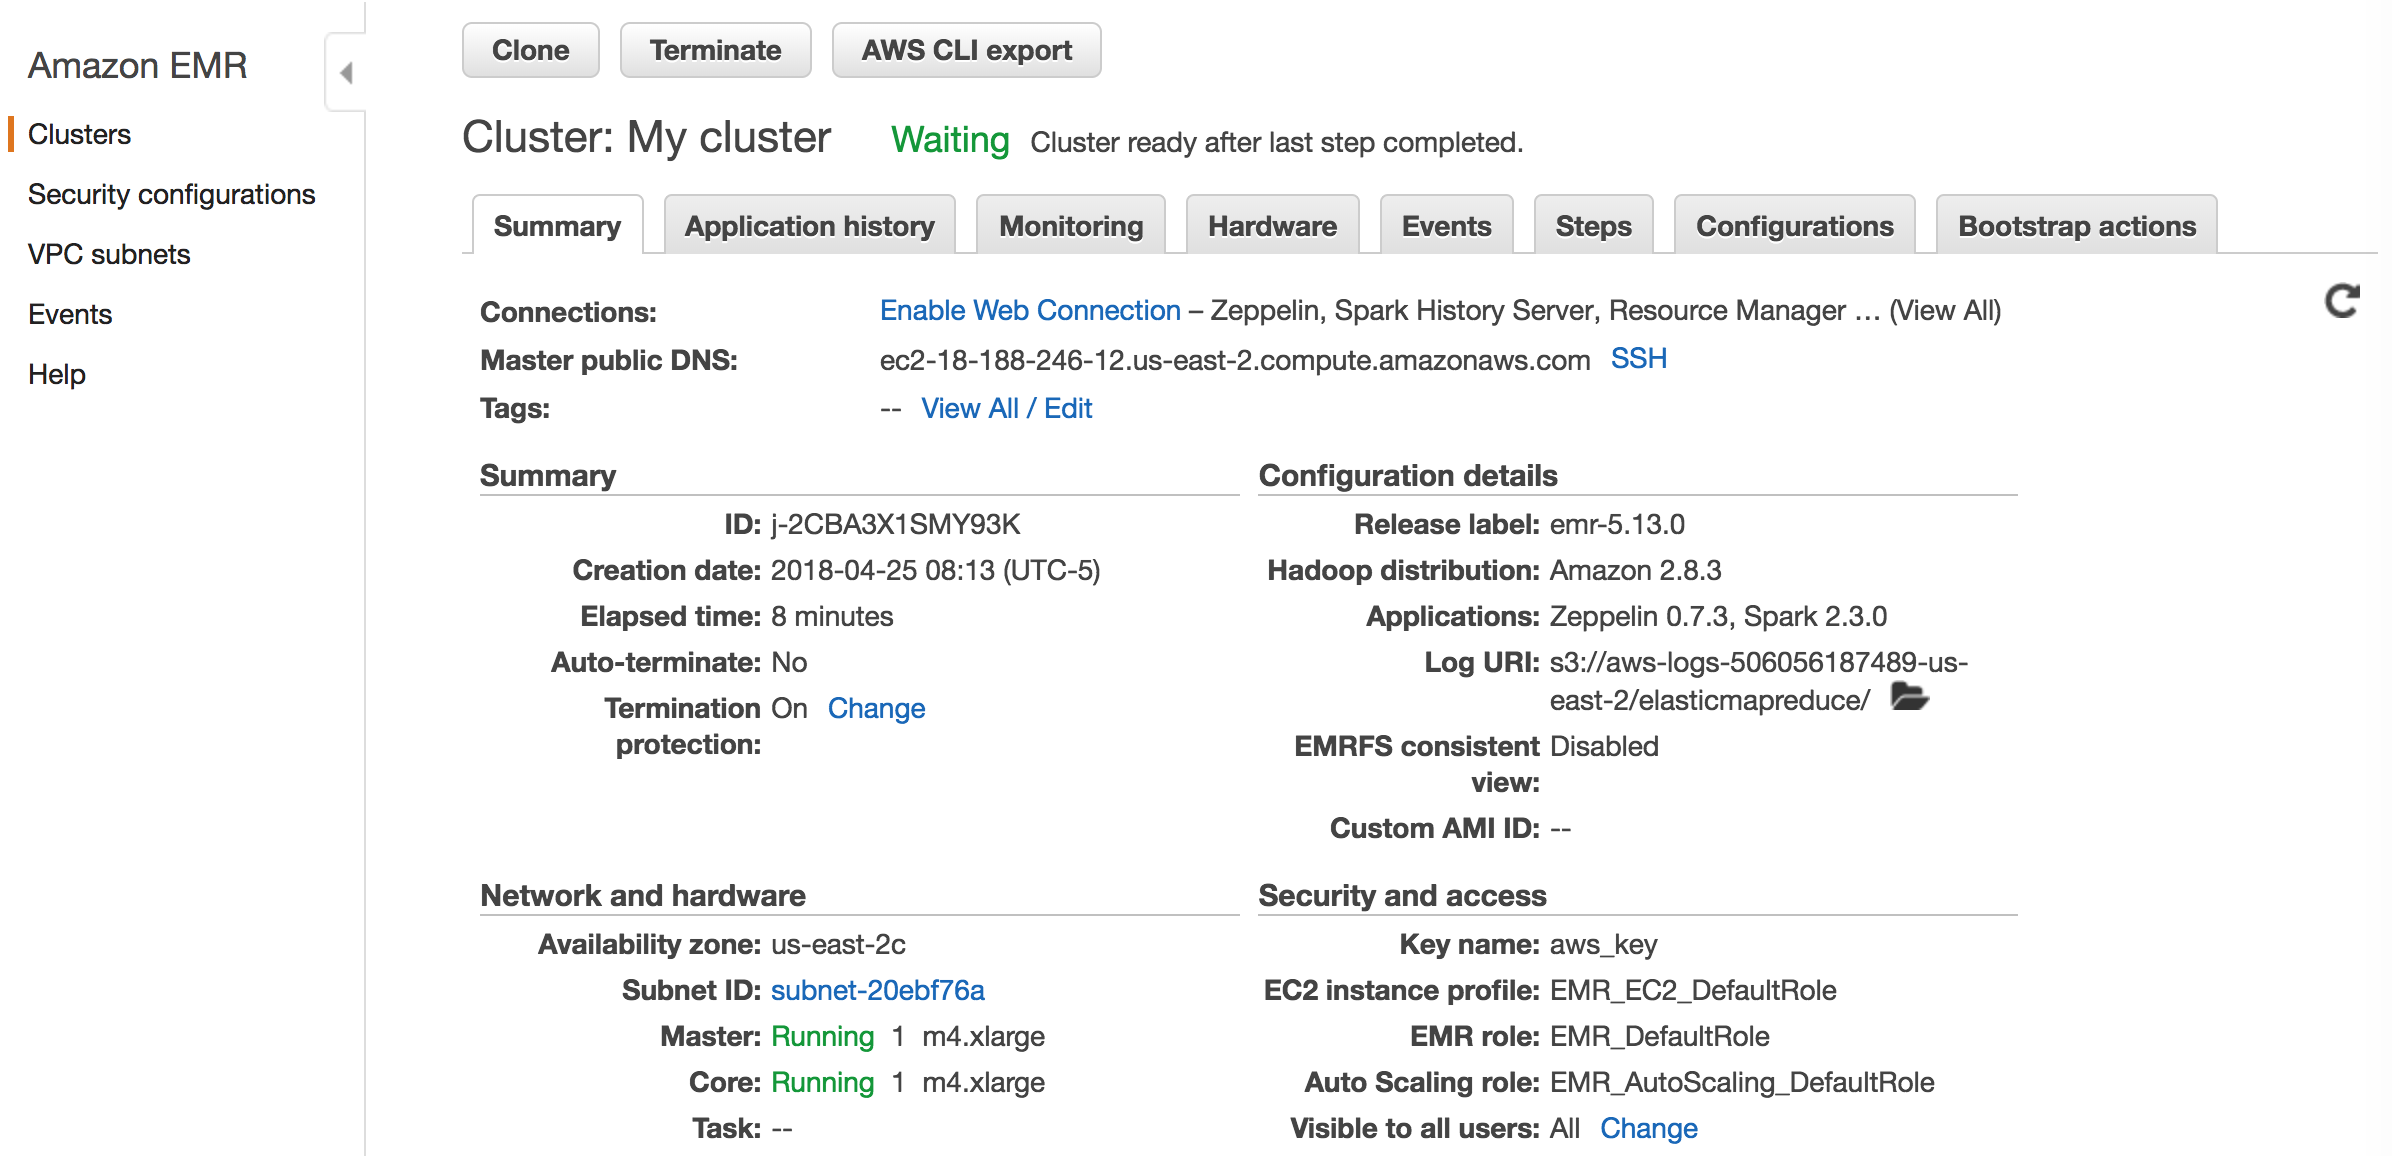 Amazon EMR
Clusters
Security configurations
VPC subnets
Events
Help
Clone Terminate AWS CLI export
Cluster: My cluster Waiting Cluster ready after last step completed.
Summary Application history Monitoring Hardware Events Steps Configurations Bootstrap actions
Connections: Enable Web Connection – Zeppelin, Spark History Server, Resource Manager … (View All)
Master public DNS: ec2-18-188-246-12.us-east-2.compute.amazonaws.com SSH
Tags: -- View All / Edit
Summary
ID: j-2CBA3X1SMY93K
Creation date: 2018-04-25 08:13 (UTC-5)
Elapsed time: 8 minutes
Auto-terminate: No
Termination On Change
protection:
Configuration details
Release label: emr-5.13.0
Hadoop distribution: Amazon 2.8.3
Applications: Zeppelin 0.7.3, Spark 2.3.0
Log URI: s3://aws-logs-506056187489-us-
east-2/elasticmapreduce/
EMRFS consistent Disabled
view:
Custom AMI ID: --
Network and hardware
Availability zone: us-east-2c
Subnet ID: subnet-20ebf76a
Master: Running 1 m4.xlarge
Core: Running 1 m4.xlarge
Task: --
Security and access
Key name: aws_key
EC2 instance profile: EMR_EC2_DefaultRole
EMR role: EMR_DefaultRole
Auto Scaling role: EMR_AutoScaling_DefaultRole
Visible to all users: All Change